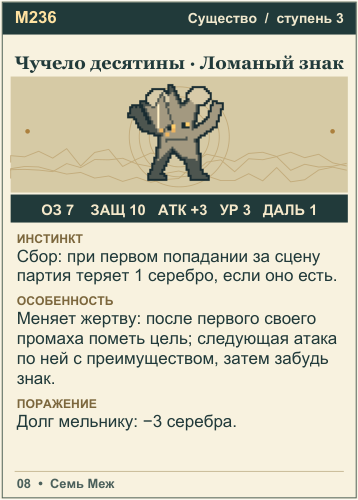 M236
Существо / ступень 3
Чучело десятины · Ломаный знак
ОЗ 7 ЗАЩ 10 АТК +3 УР 3 ДАЛЬ 1
ИНСТИНКТ
Сбор: при первом попадании за сцену
партия теряет 1 серебро, если оно есть.
ОСОБЕННОСТЬ
Меняет жертву: после первого своего
промаха пометь цель; следующая атака
по ней с преимуществом, затем забудь
знак.
ПОРАЖЕНИЕ
Долг мельнику: −3 серебра.
08 • Семь Меж